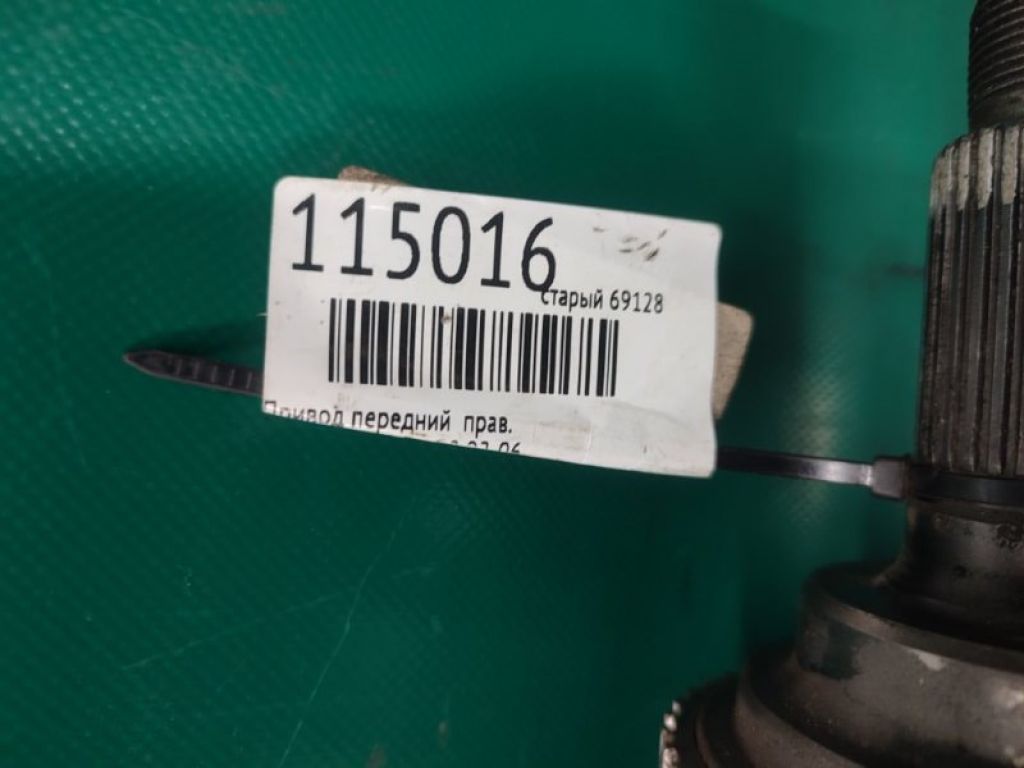 115016
старый 69128
Привод передний прав.